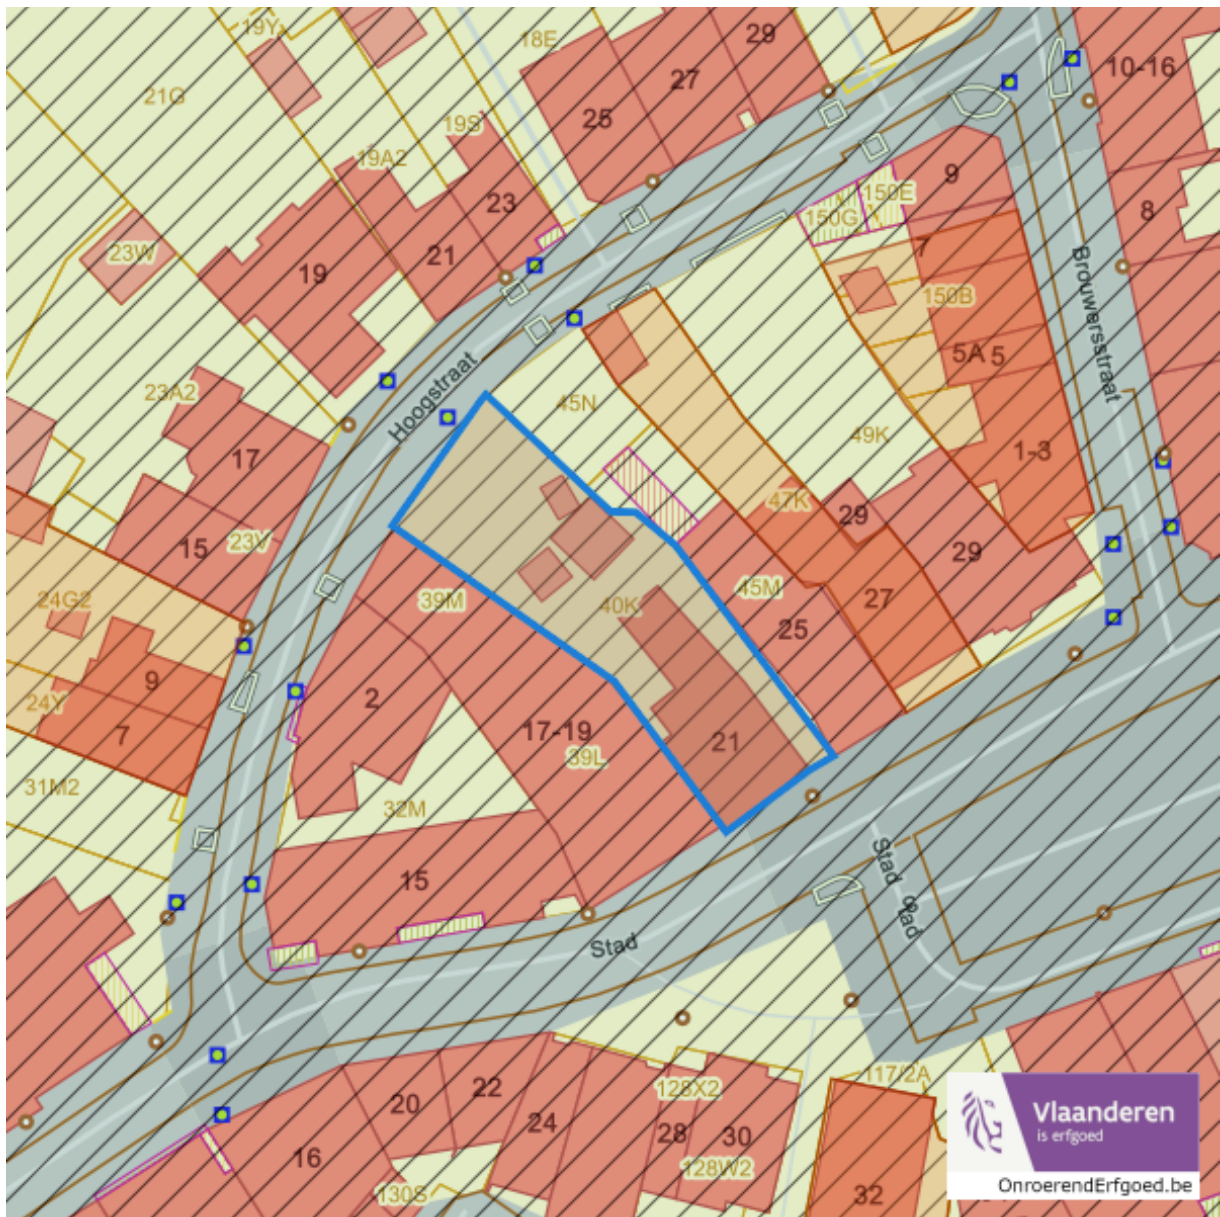 19Y
18E
29
10-16
27
21G
25
19S
19A2
23
9
150E
150G
8
23W
21
7
19
150B
Brouwersstraat
5A 5
Hoogstraat
23A2
45N
49K
17
1-3
47K
29
15
23V
29
24G2
39M
40K
45M
27
25
9
24Y
2
7
17-19
21
39L
31M2
32M
15
Stad
Stad
Stad
117/2A
128X2
22
20
24
28
30
16
128W2
130S
32
Vlaanderen
is erfgoed
OnroerendErfgoed.be